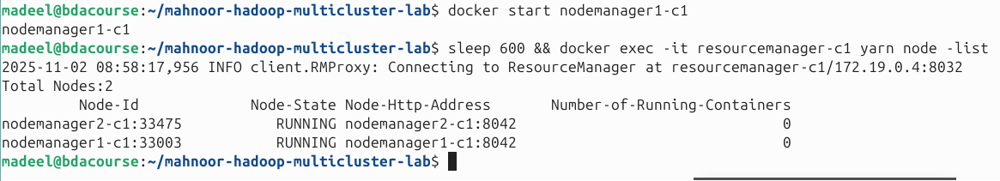 madeel@bdacourse:~/mahnoor-hadoop-multicluster-lab$ docker start nodemanager1-c1
nodemanager1-c1
madeel@bdacourse:~/mahnoor-hadoop-multicluster-lab$ sleep 600 && docker exec -it resourcemanager-c1 yarn node -list
2025-11-02 08:58:17,956 INFO client.RMProxy: Connecting to ResourceManager at resourcemanager-c1/172.19.0.4:8032
Total Nodes:2
         Node-Id             Node-State Node-Http-Address       Number-of-Running-Containers
nodemanager2-c1:33475           RUNNING nodemanager2-c1:8042                               0
nodemanager1-c1:33003           RUNNING nodemanager1-c1:8042                               0
madeel@bdacourse:~/mahnoor-hadoop-multicluster-lab$